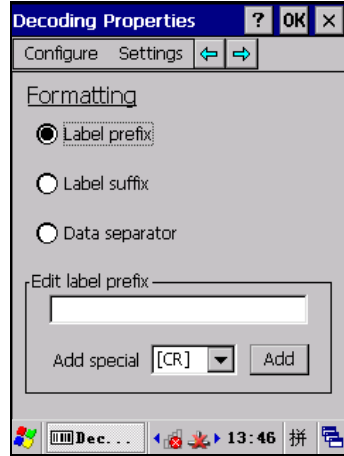 Decoding Properties ? OK ×
Configure Settings
Formatting
Label prefix
Label suffix
Data separator
Edit label prefix
Add special [CR] Add
Dec... 13:46 拼